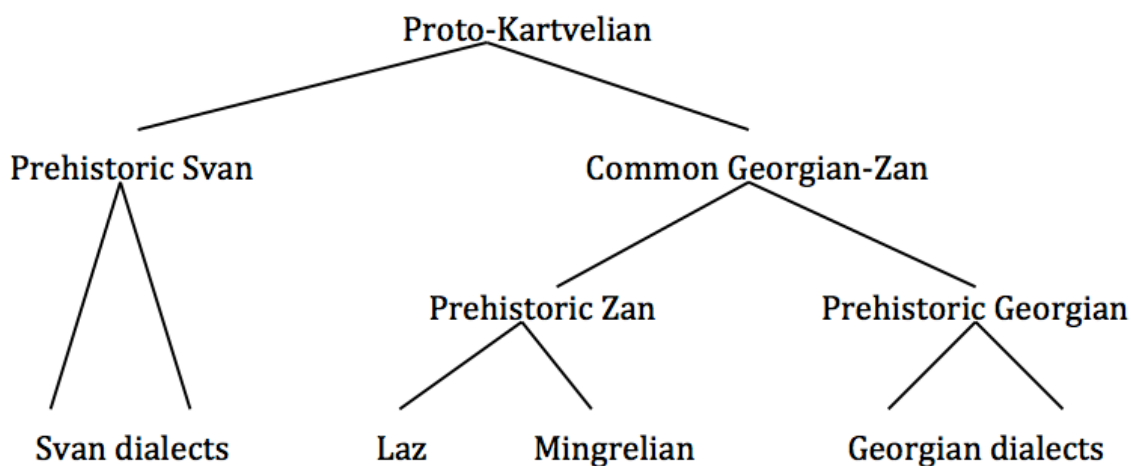 Proto-Kartvelian
Prehistoric Svan
Common Georgian-Zan
Prehistoric Zan
Prehistoric Georgian
Svan dialects
Laz
Mingrelian
Georgian dialects